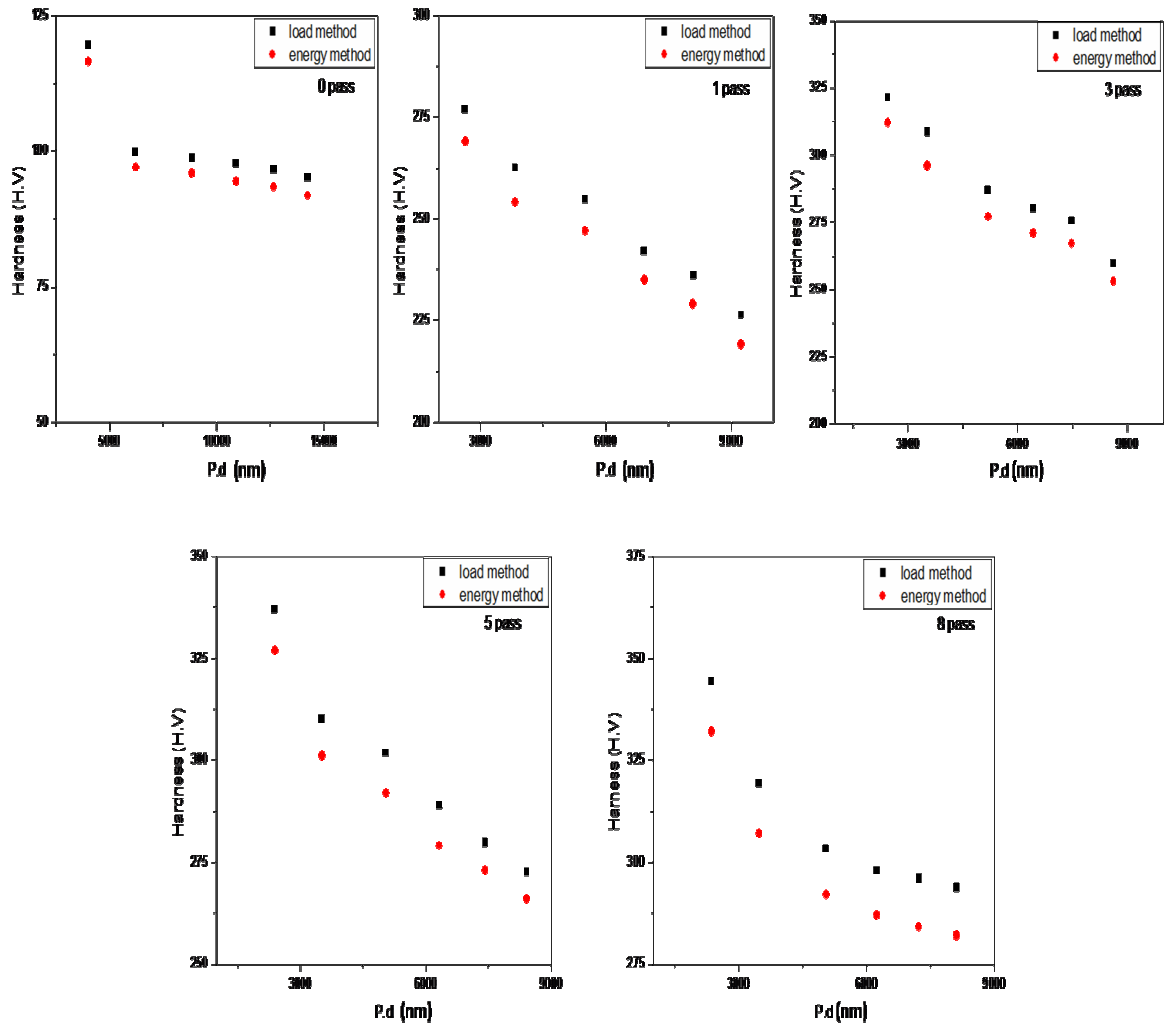 125
100
75
50
Hardness (H.V)
load method
energy method
0 pass
5000
10000
15000
P.d (nm)
300
275
250
225
200
Hardness (H.V)
load method
energy method
1 pass
3000
6000
9000
P.d (nm)
350
325
300
275
250
225
200
Hardness (H.V)
load method
energy method
3 pass
3000
6000
9000
P.d (nm)
350
325
300
275
250
Hardness (H.V)
load method
energy method
5 pass
3000
6000
9000
P.d (nm)
375
350
325
300
275
Harness (H.V)
load method
energy method
8 pass
3000
6000
9000
P.d (nm)